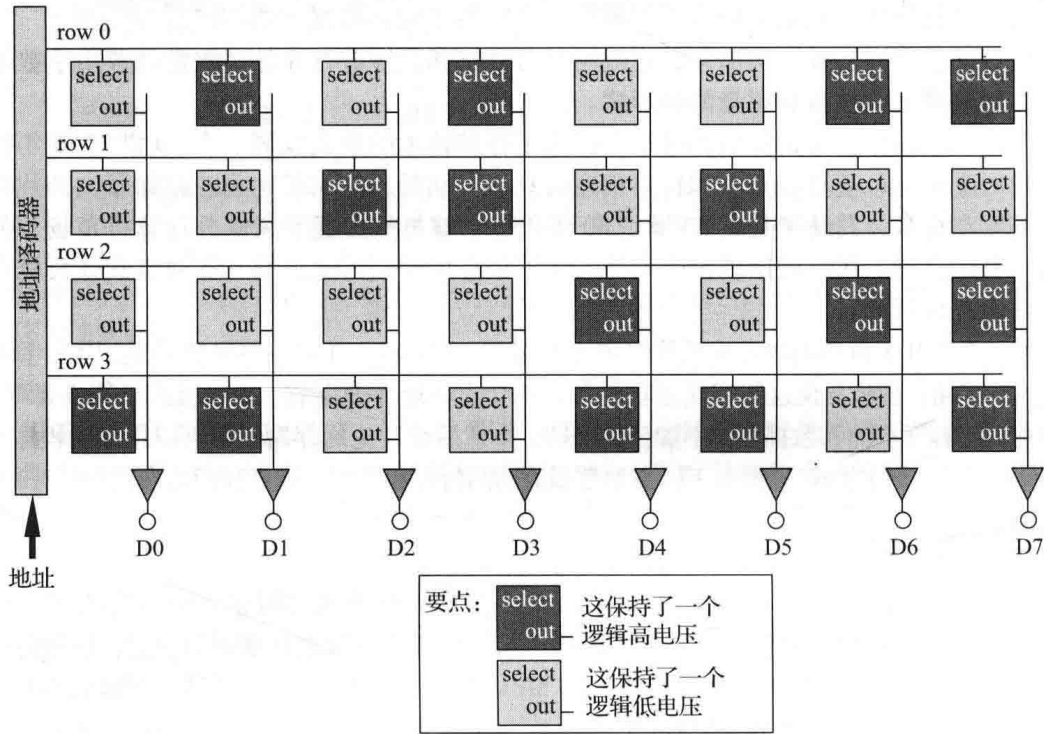 row 0
select select select select select select select select
out out out out out out out out
row 1
select select select select select select select select
out out out out out out out out
地址译码器
row 2
select select select select select select select select
out out out out out out out out
row 3
select select select select select select select select
out out out out out out out out
D0 D1 D2 D3 D4 D5 D6 D7
地址
要点：
select 这保持了一个
out 逻辑高电压
select 这保持了一个
out 逻辑低电压